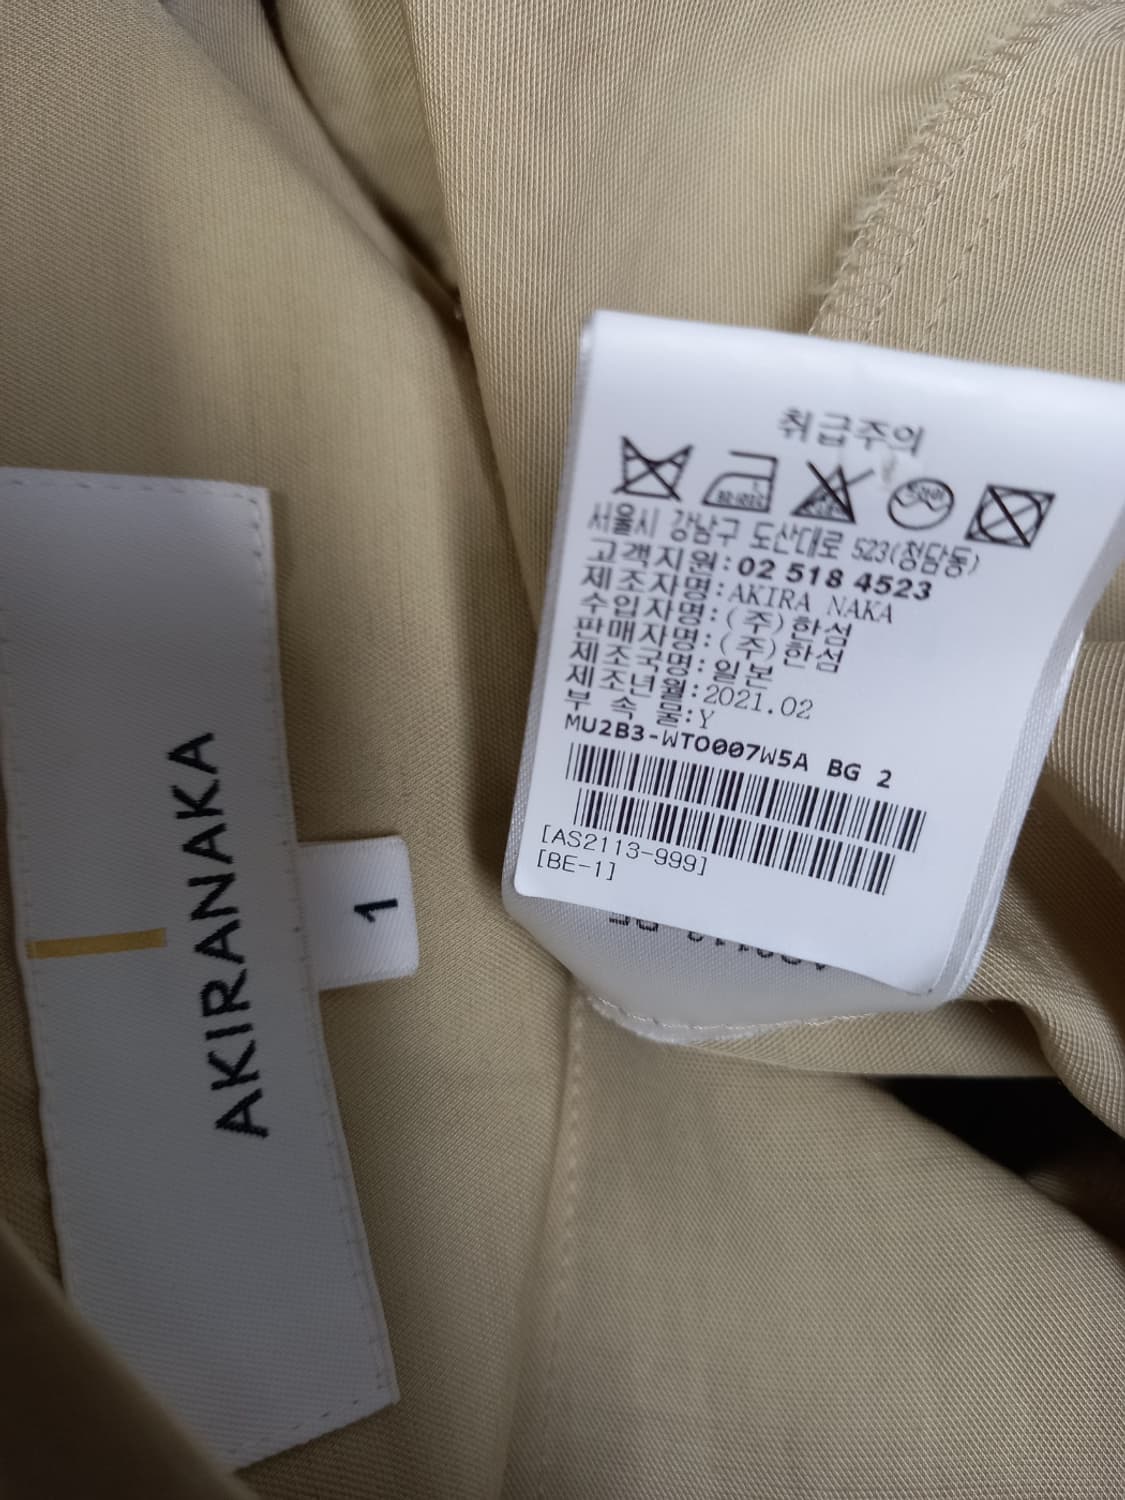 AKIRANAKA
1
취급주의
서울시 강남구 도산대로 523(청담동)
고객지원:02 518 4523
제조자명:AKIRA NAKA
수입자명:(주)한섬
판매자명:(주)한섬
제조국명:일본
제조년월:2021.02
부 속 물:Y
MU2B3-WTO007W5A BG 2
[AS2113-999]
[BE-1]